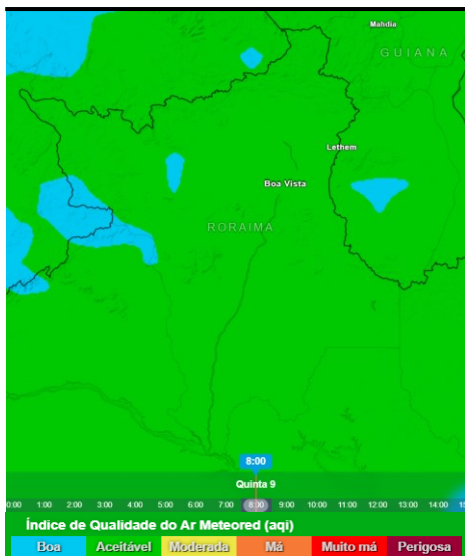 Mahdia
GUIANA
Lethem
Boa Vista
RORAIMA
8:00
Quinta 9
0:00 1:00 2:00 3:00 4:00 5:00 6:00 7:00 8:00 9:00 10:00 11:00 12:00 13:00 14:00
Índice de Qualidade do Ar Meteored (aqi)
Boa Aceitável Moderada Má Muito má Perigosa